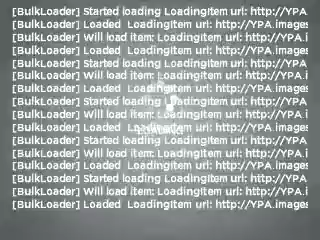 [BulkLoader] Started loading LoadingItem url: http://YPA
[BulkLoader] Loaded LoadingItem url: http://YPA.images
[BulkLoader] Will load item: LoadingItem url: http://YPA.i
[BulkLoader] Loaded LoadingItem url: http://YPA.images
[BulkLoader] Started loading LoadingItem url: http://YPA
[BulkLoader] Will load item: LoadingItem url: http://YPA.i
[BulkLoader] Loaded LoadingItem url: http://YPA.images
[BulkLoader] Started loading LoadingItem url: http://YPA
[BulkLoader] Will load item: LoadingItem url: http://YPA.i
[BulkLoader] Loaded LoadingItem url: http://YPA.images
[BulkLoader] Started loading LoadingItem url: http://YPA
[BulkLoader] Will load item: LoadingItem url: http://YPA.i
[BulkLoader] Loaded LoadingItem url: http://YPA.images
[BulkLoader] Started loading LoadingItem url: http://YPA
[BulkLoader] Will load item: LoadingItem url: http://YPA.i
[BulkLoader] Loaded LoadingItem url: http://YPA.images